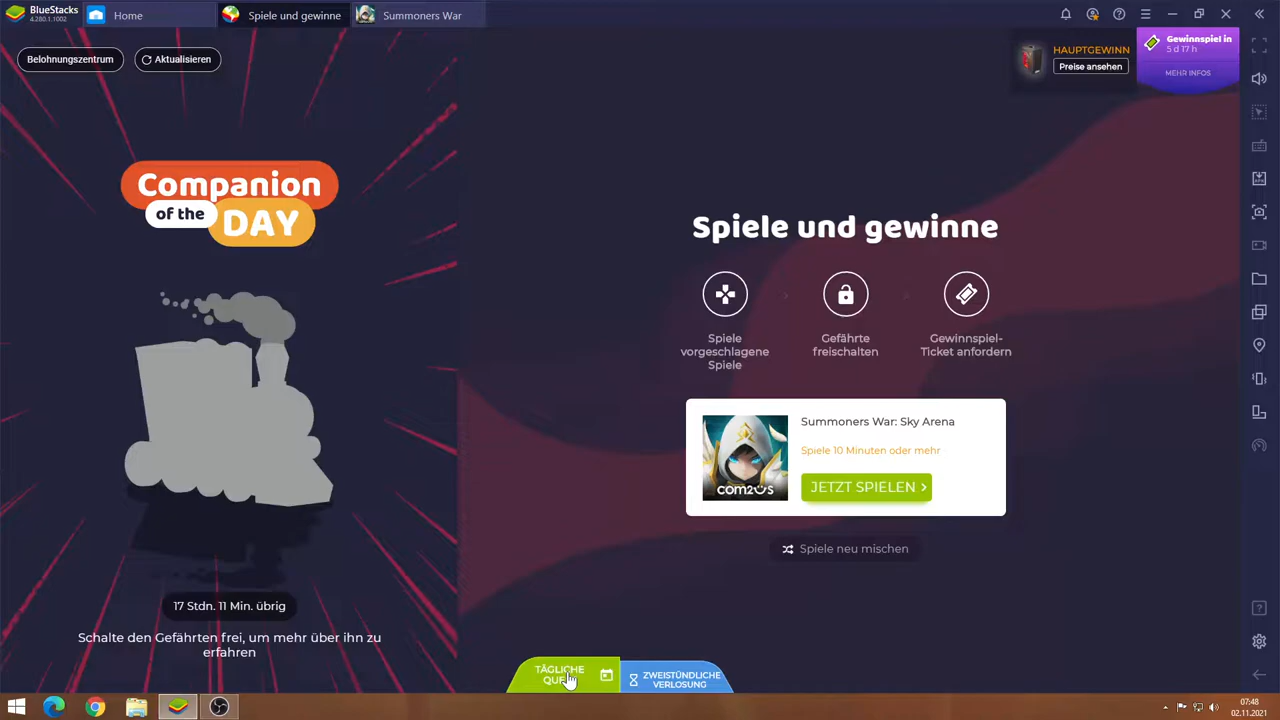 BlueStacks
4.280.1.1002
Home
Spiele und gewinne
Summoners War
Belohnungszentrum
Aktualisieren
HAUPTGEWINN
Preise ansehen
Gewinnspiel in
5 d 17 h
MEHR INFOS
Companion
of the DAY
17 Stdn. 11 Min. übrig
Schalte den Gefährten frei, um mehr über ihn zu
erfahren
Spiele und gewinne
Spiele
vorgeschlagene
Spiele
Gefährte
freischalten
Gewinnspiel-
Ticket anfordern
Summoners War: Sky Arena
Spiele 10 Minuten oder mehr
COM2US
JETZT SPIELEN
Spiele neu mischen
TÄGLICHE
ZWEISTÜNDLICHE
VERLOSUNG
07:48
02.11.2021